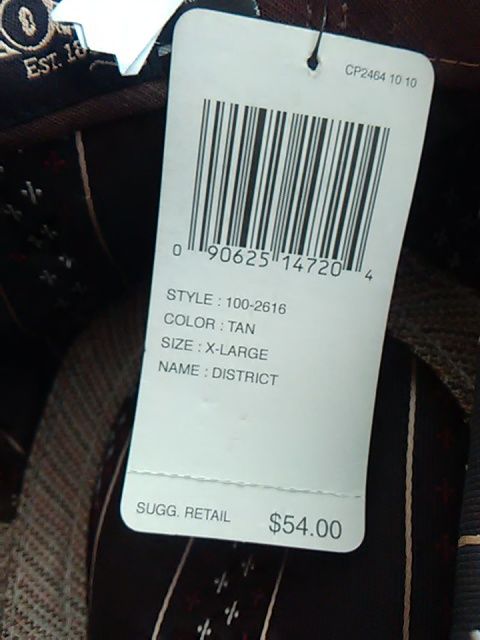 EST. 18
CP2464 10 10
0 90625 14720 4
STYLE : 100-2616
COLOR : TAN
SIZE : X-LARGE
NAME : DISTRICT
SUGG. RETAIL $54.00